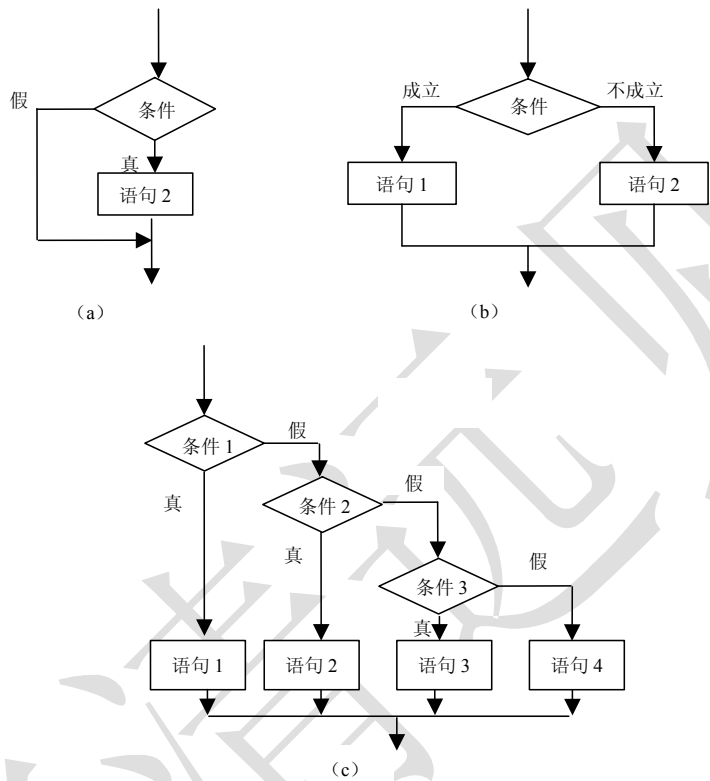 假
条件
真
语句 2
(a)
成立
条件
不成立
语句 1
语句 2
(b)
条件 1
假
真
条件 2
假
真
条件 3
假
真
语句 1
语句 2
语句 3
语句 4
(c)